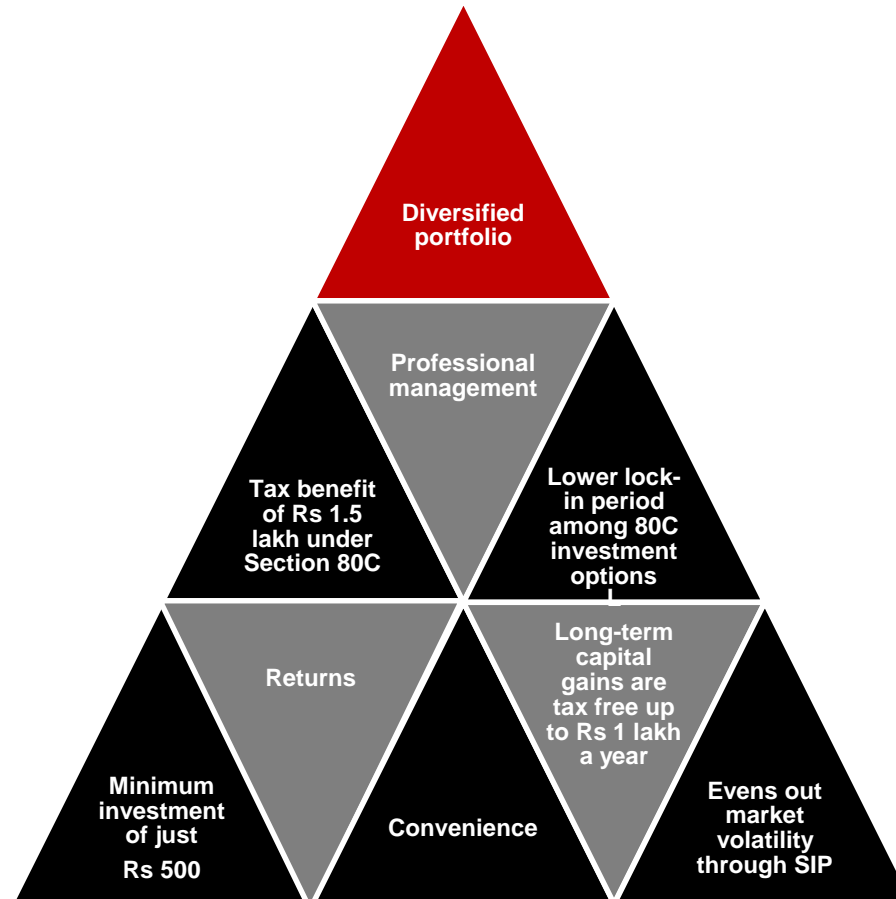 Diversified
portfolio
Professional
management
Tax benefit
of Rs 1.5
lakh under
Section 80C
Lower lock-
in period
among 80C
investment
options
L
Minimum
investment
of just
Rs 500
Returns
Convenience
Long-term
capital
gains are
tax free up
to Rs 1 lakh
a year
Evens out
market
volatility
through SIP